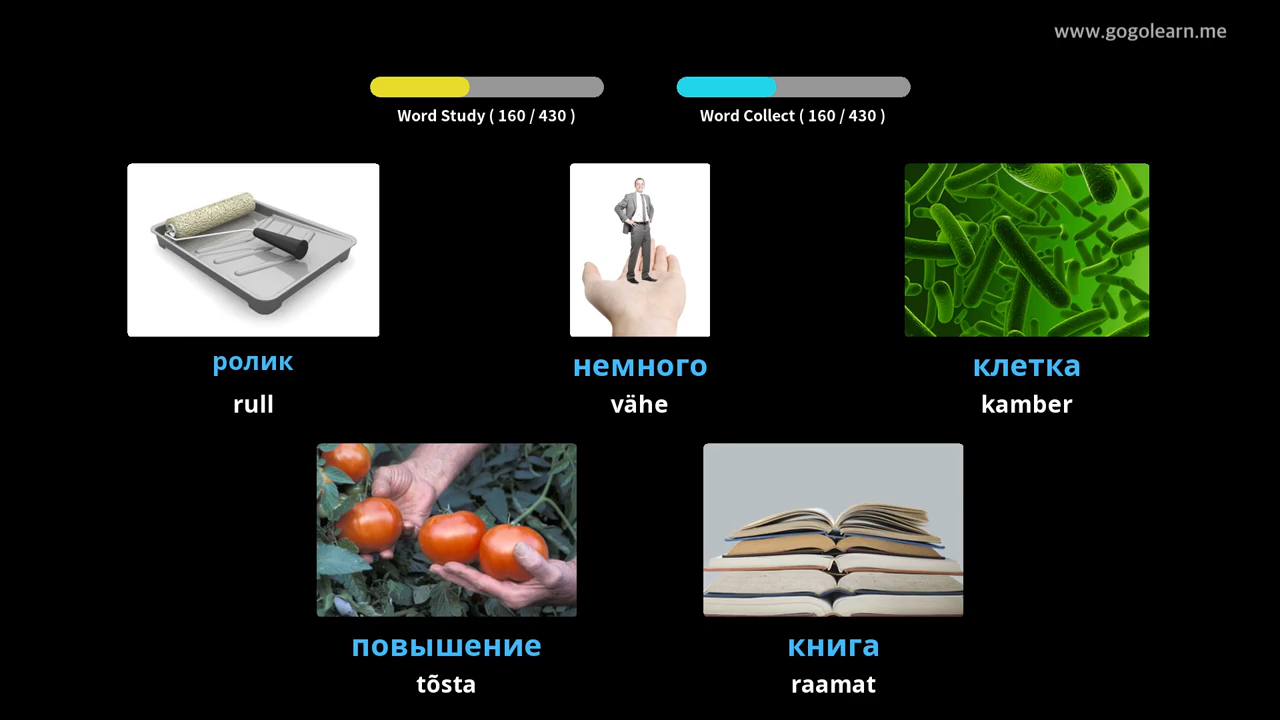 www.gogolearn.me
Word Study ( 160 / 430 )
Word Collect ( 160 / 430 )
ролик
rull
немного
vähe
клетка
kamber
повышение
tõsta
книга
raamat